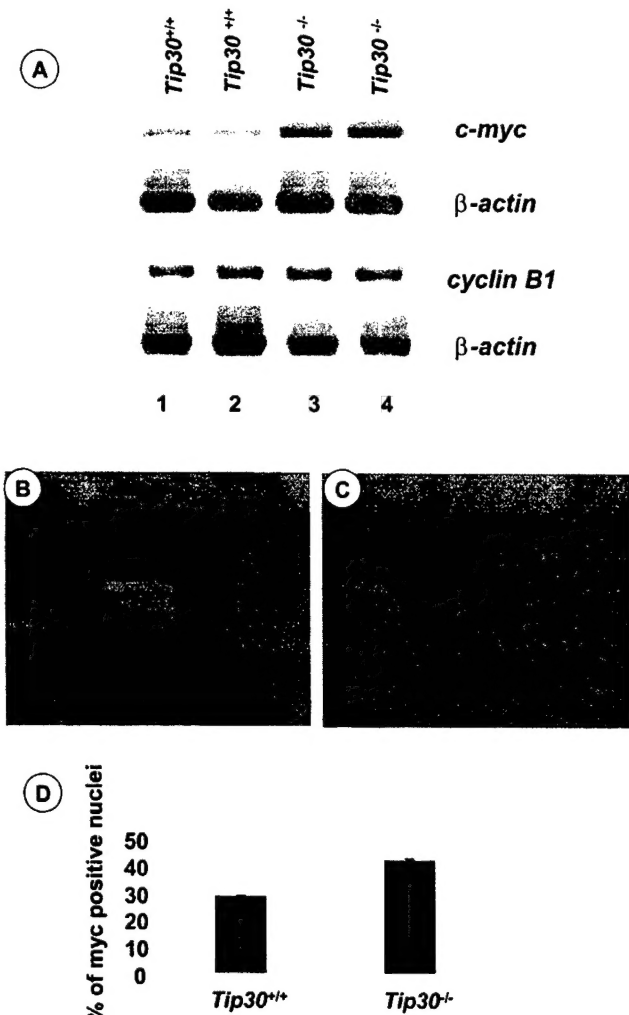 A
Tip30+/+ Tip30 +/+ Tip30 -/- Tip30 -/-
c-myc
β-actin
cyclin B1
β-actin
1 2 3 4
B C
D
% of myc positive nuclei
50
40
30
20
10
0
Tip30+/+ Tip30-/-